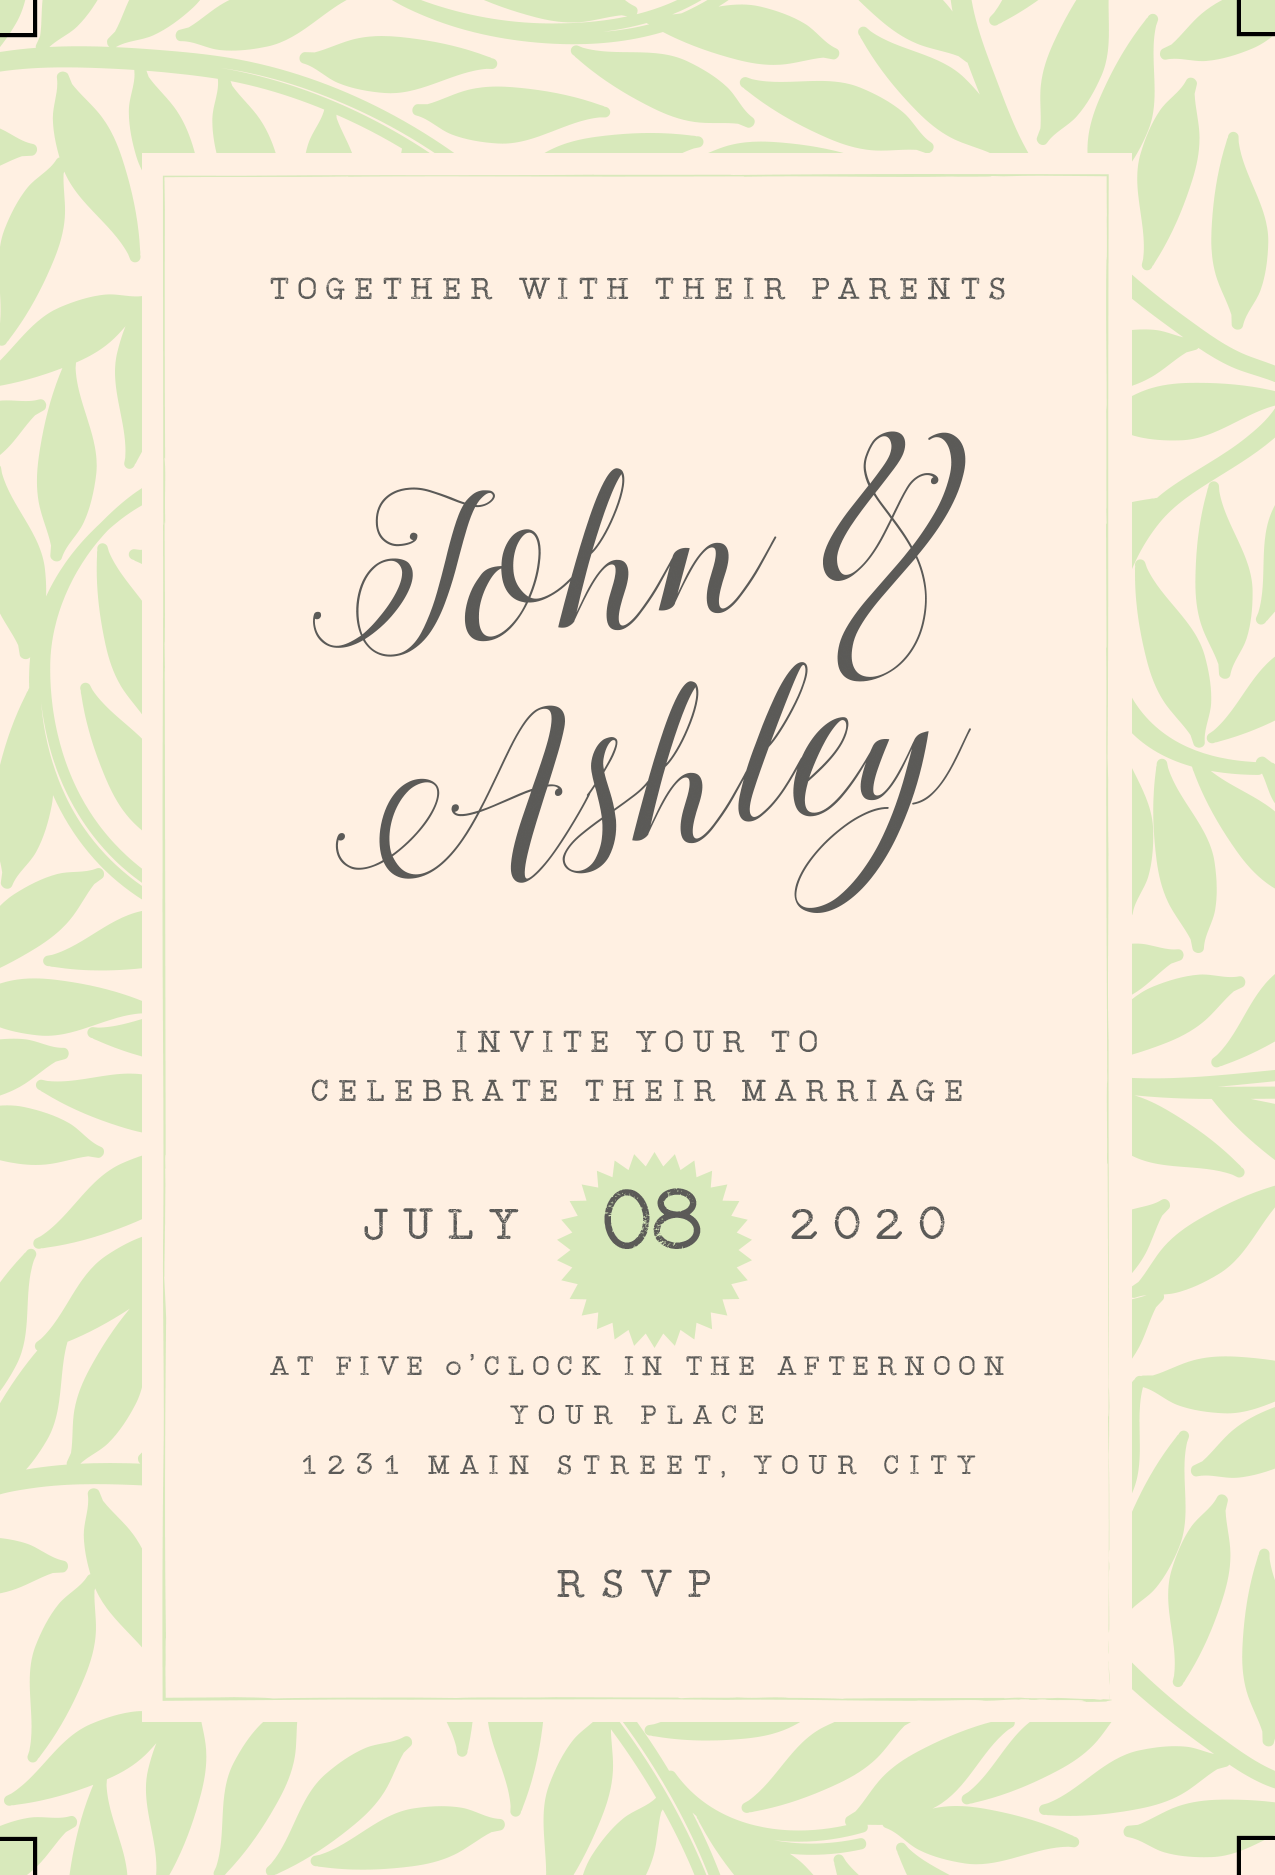 TOGETHER WITH THEIR PARENTS
John &
Ashley
INVITE YOUR TO
CELEBRATE THEIR MARRIAGE
JULY 08 2020
AT FIVE o'CLOCK IN THE AFTERNOON
YOUR PLACE
1231 MAIN STREET, YOUR CITY
RSVP